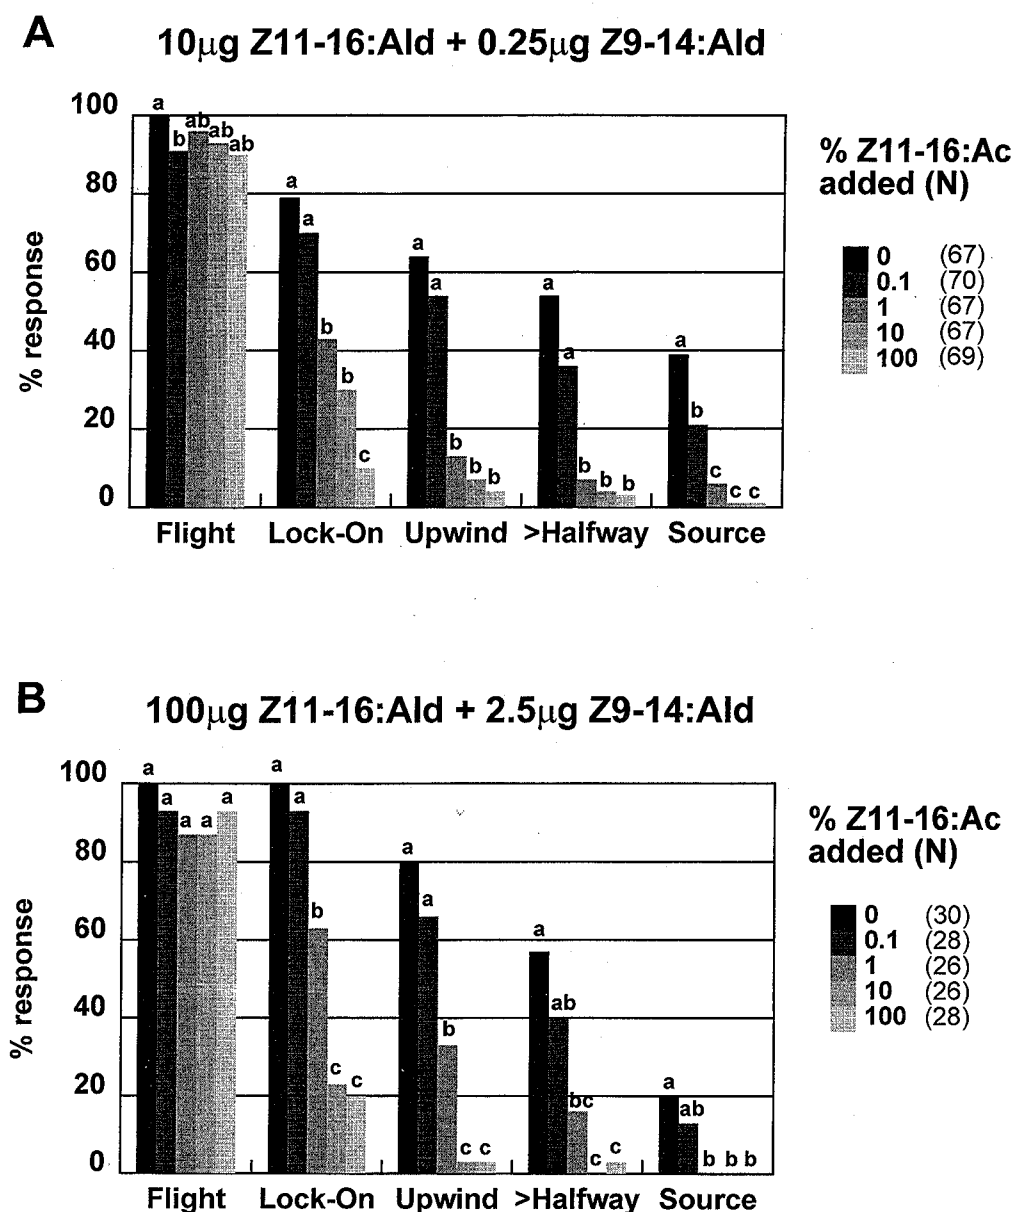 A
10μg Z11-16:Ald + 0.25μg Z9-14:Ald
100
80
60
40
20
0
% response
a
b
ab
ab
ab
a
a
b
b
c
a
a
b
b
b
a
a
b
b
b
a
b
c
c
c
Flight
Lock-On
Upwind
>Halfway
Source
% Z11-16:Ac
added (N)
0 (67)
0.1 (70)
1 (67)
10 (67)
100 (69)
B
100μg Z11-16:Ald + 2.5μg Z9-14:Ald
100
80
60
40
20
0
% response
a
a
a
a
a
a
a
b
c
c
a
a
b
c
c
a
ab
bc
c
c
a
ab
b
b
b
Flight
Lock-On
Upwind
>Halfway
Source
% Z11-16:Ac
added (N)
0 (30)
0.1 (28)
1 (26)
10 (26)
100 (28)